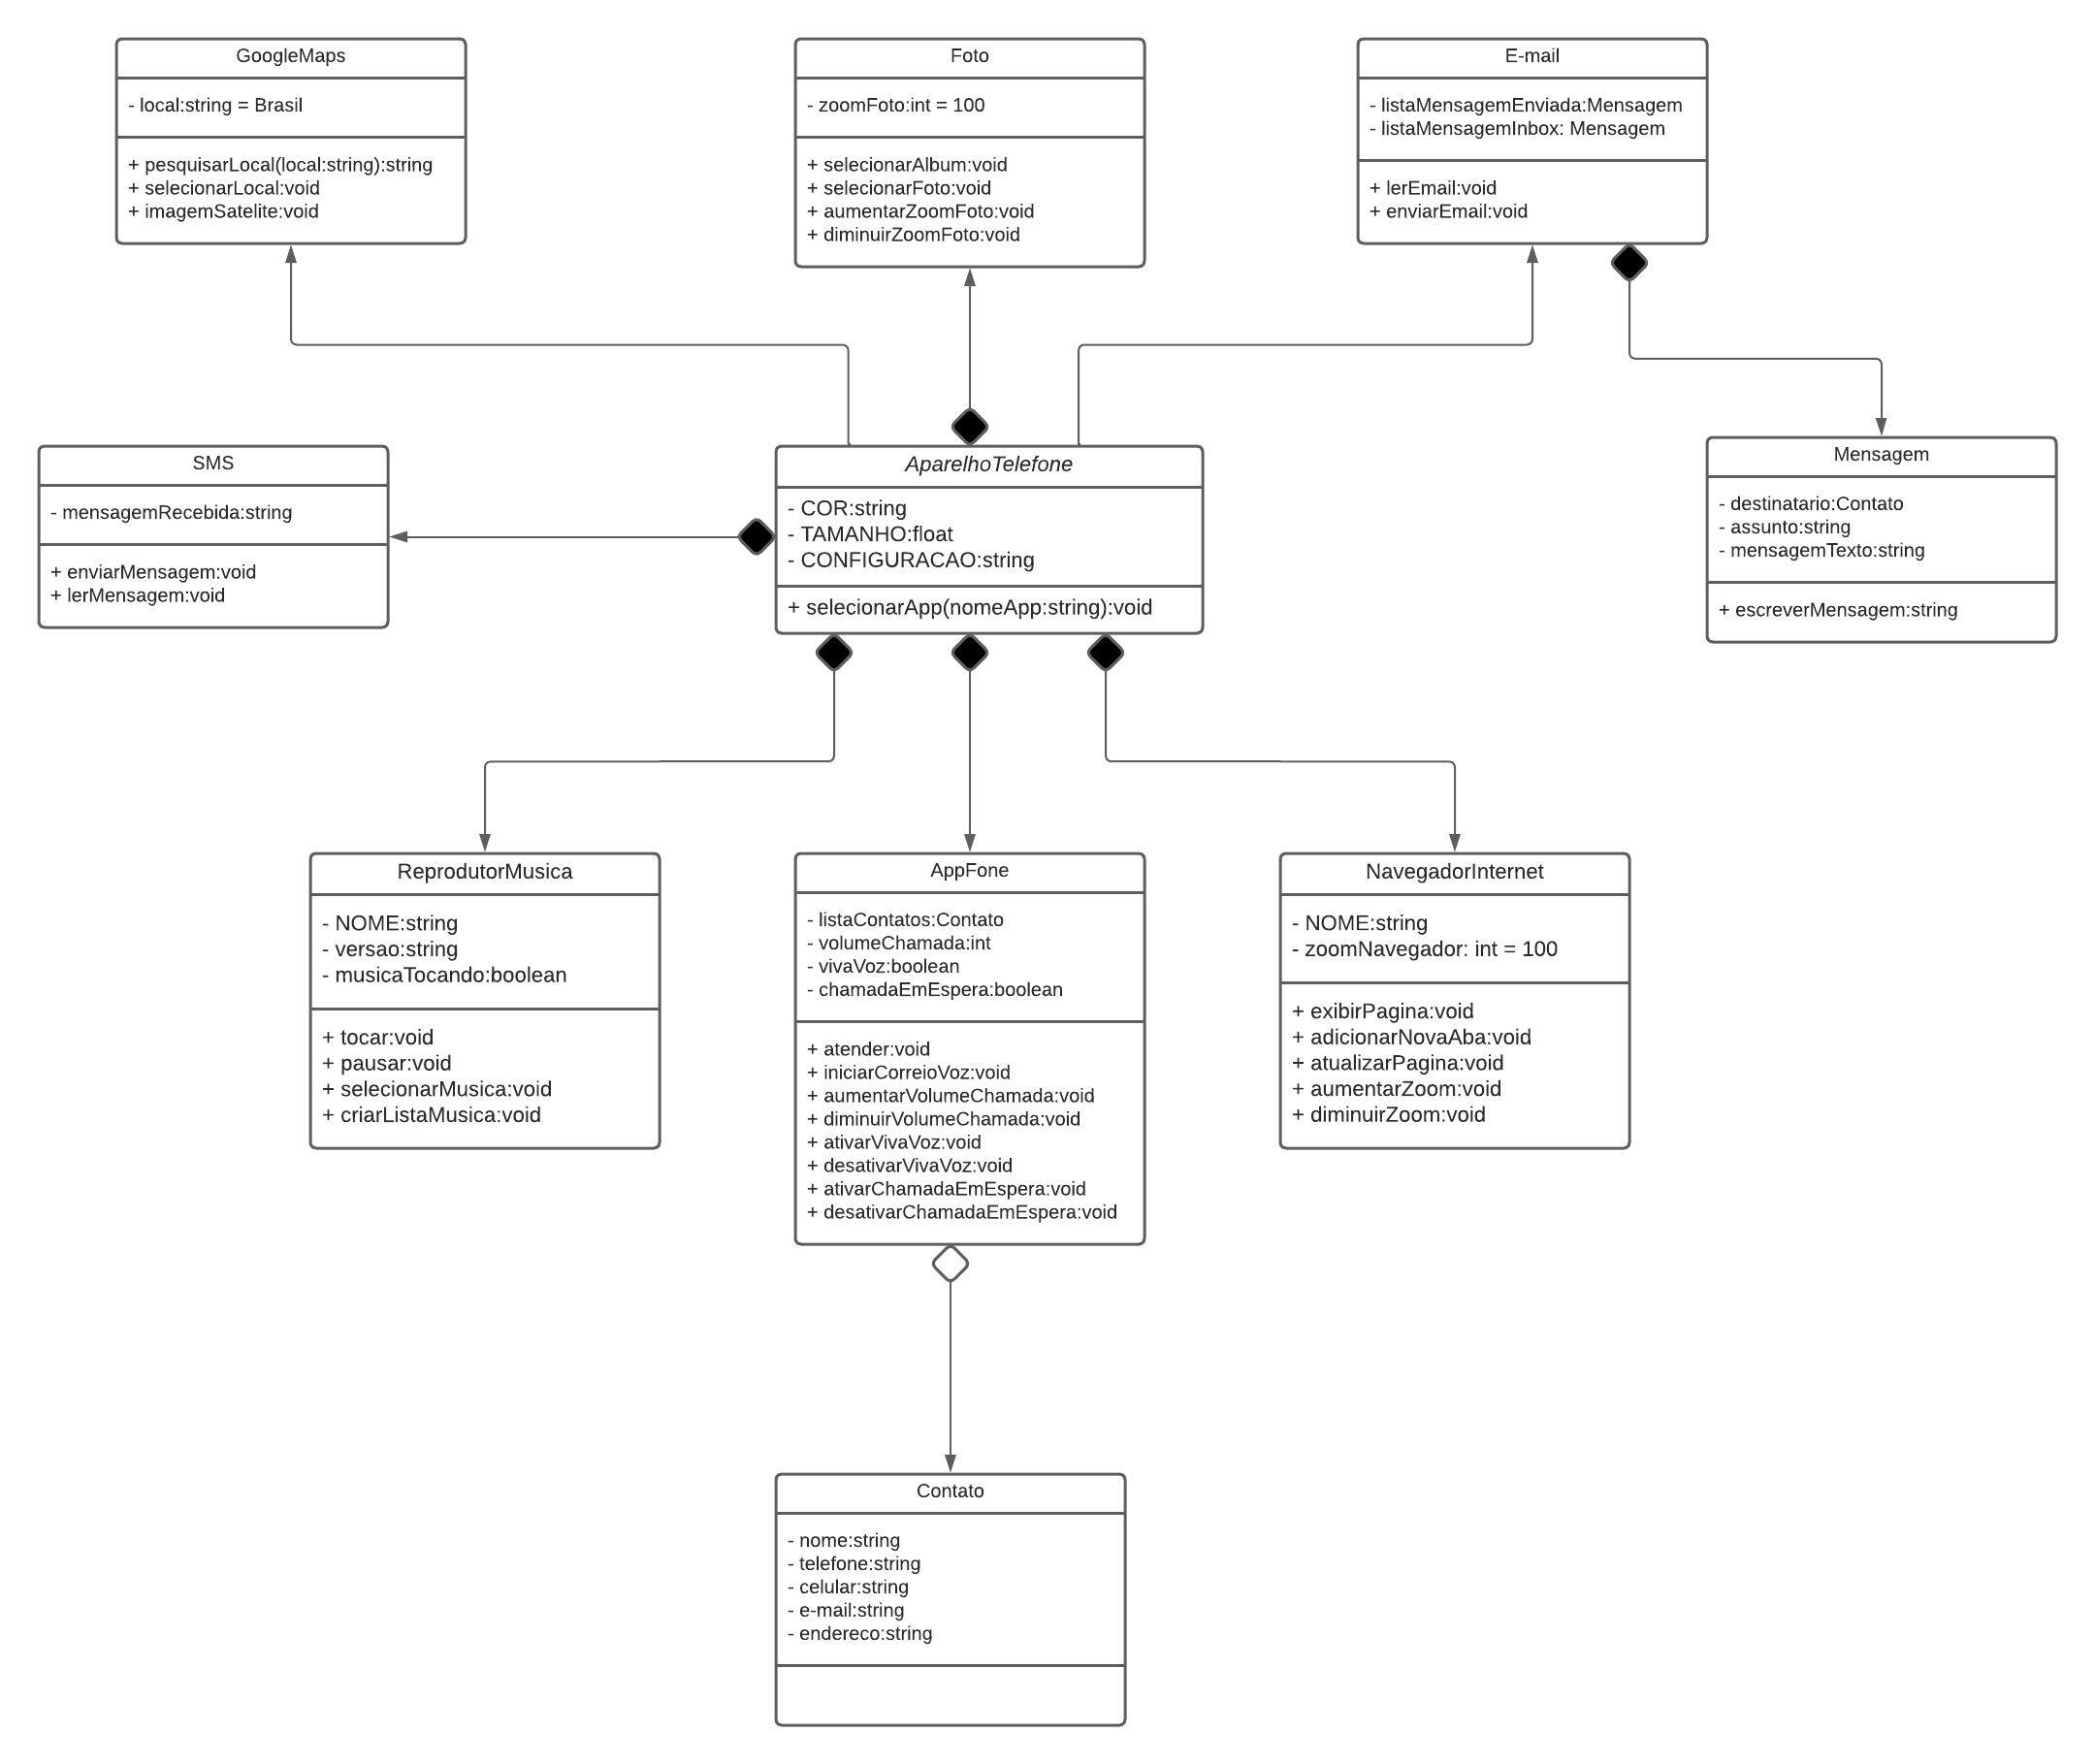 GoogleMaps
- local:string = Brasil
+ pesquisarLocal(local:string):string
+ selecionarLocal:void
+ imagemSatelite:void
Foto
- zoomFoto:int = 100
+ selecionarAlbum:void
+ selecionarFoto:void
+ aumentarZoomFoto:void
+ diminuirZoomFoto:void
E-mail
- listaMensagemEnviada:Mensagem
- listaMensagemInbox: Mensagem
+ lerEmail:void
+ enviarEmail:void
SMS
- mensagemRecebida:string
+ enviarMensagem:void
+ lerMensagem:void
AparelhoTelefone
- COR:string
- TAMANHO:float
- CONFIGURACAO:string
+ selecionarApp(nomeApp:string):void
Mensagem
- destinatario:Contato
- assunto:string
- mensagemTexto:string
+ escreverMensagem:string
ReprodutorMusica
- NOME:string
- versao:string
- musicaTocando:boolean
+ tocar:void
+ pausar:void
+ selecionarMusica:void
+ criarListaMusica:void
AppFone
- listaContatos:Contato
- volumeChamada:int
- vivaVoz:boolean
- chamadaEmEspera:boolean
+ atender:void
+ iniciarCorreioVoz:void
+ aumentarVolumeChamada:void
+ diminuirVolumeChamada:void
+ ativarVivaVoz:void
+ desativarVivaVoz:void
+ ativarChamadaEmEspera:void
+ desativarChamadaEmEspera:void
NavegadorInternet
- NOME:string
- zoomNavegador: int = 100
+ exibirPagina:void
+ adicionarNovaAba:void
+ atualizarPagina:void
+ aumentarZoom:void
+ diminuirZoom:void
Contato
- nome:string
- telefone:string
- celular:string
- e-mail:string
- endereco:string